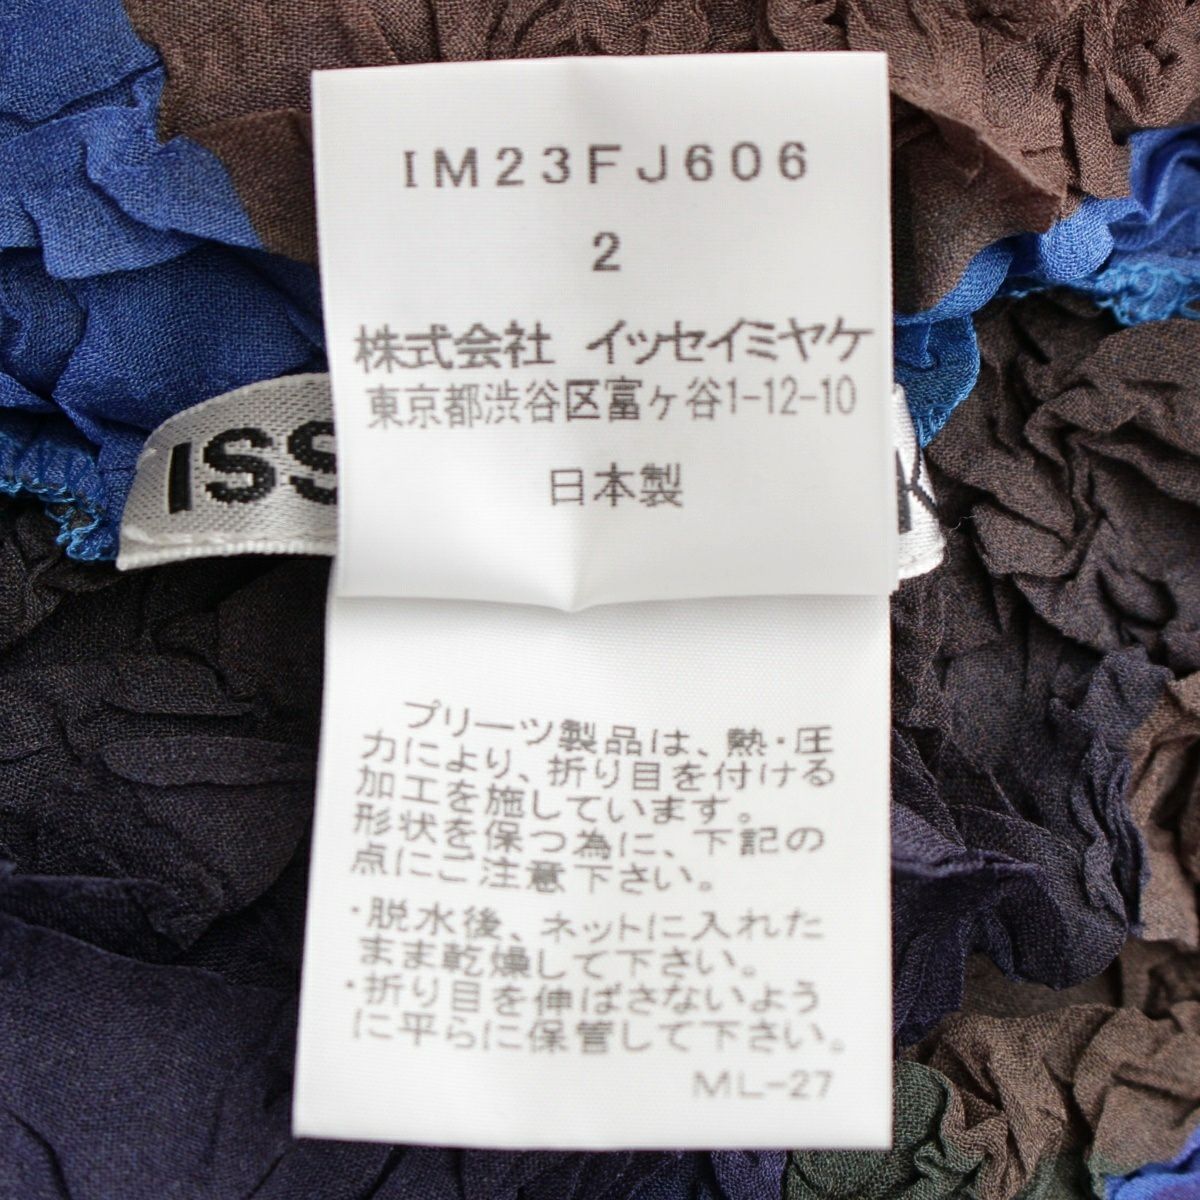 IM23FJ606
2
株式会社 イッセイミヤケ
東京都渋谷区富ヶ谷1-12-10
日本製
ISS
プリーツ製品は、熱・圧
力により、折り目を付ける
加工を施しています。
形状を保つ為に、下記の
点にご注意下さい。
・脱水後、ネットに入れた
まま乾燥して下さい。
・折り目を伸ばさないよう
に平らに保管して下さい。
ML-27